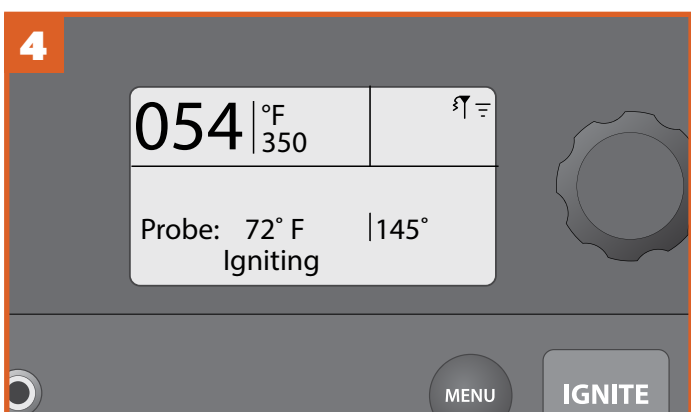 4
054 °F
350
Probe: 72° F 145°
Igniting
MENU
IGNITE